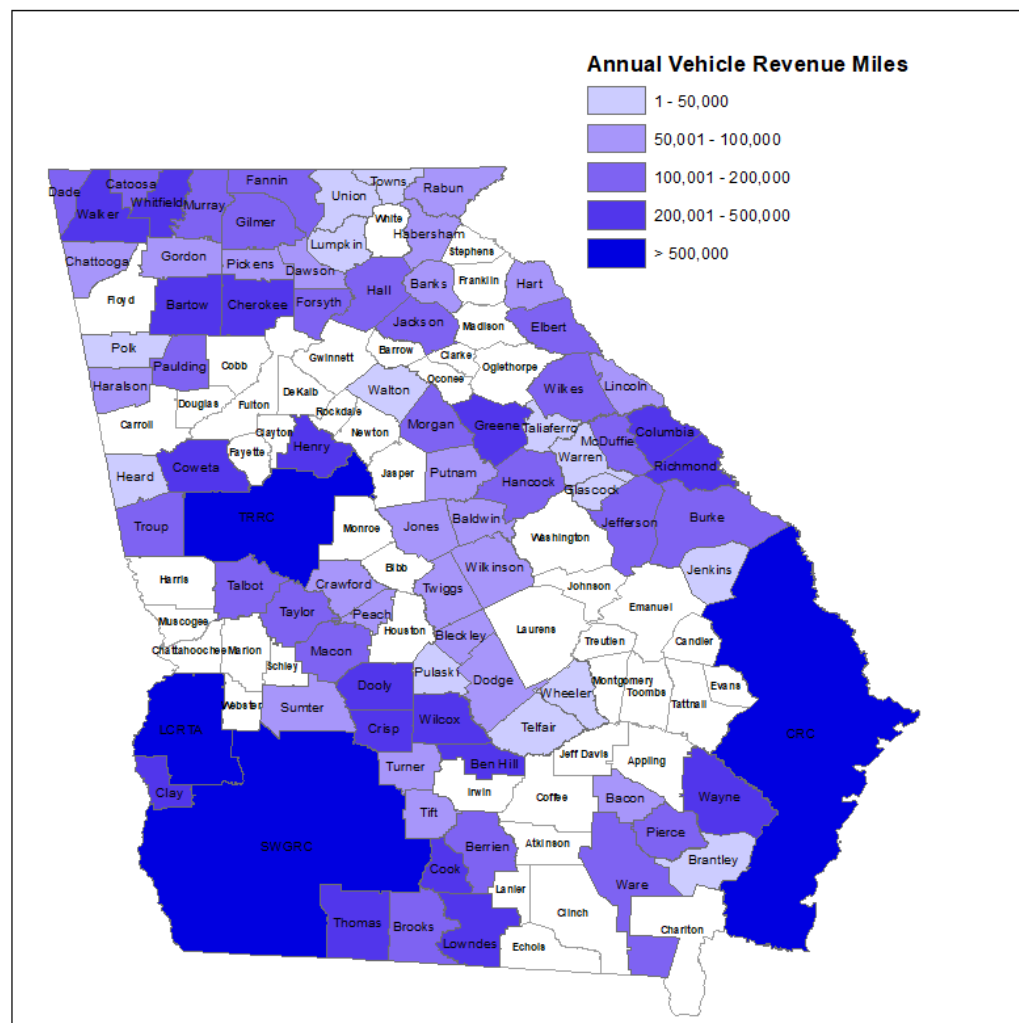 Annual Vehicle Revenue Miles
1 - 50,000
50,001 - 100,000
100,001 - 200,000
200,001 - 500,000
> 500,000
Dade
Catoosa
Walker
Whitfield
Murray
Fannin
Gilmer
Union
Towns
Rabun
White
Lumpkin
Habersham
Stephens
Chattooga
Gordon
Pickens
Dawson
Floyd
Bartow
Cherokee
Forsyth
Hall
Banks
Franklin
Hart
Jackson
Madison
Elbert
Polk
Paulding
Cobb
Gwinnett
Barrow
Clarke
Oconee
Oglethorpe
Haralson
Douglas
Fulton
DeKalb
Walton
Wilkes
Lincoln
Carroll
Clayton
Rockdale
Newton
Morgan
Greene
Taliaferro
McDuffie
Columbia
Fayette
Henry
Warren
Richmond
Heard
Coweta
Jasper
Putnam
Hancock
Glascock
Troup
TRRC
Monroe
Jones
Baldwin
Washington
Jefferson
Burke
Harris
Talbot
Crawford
Bibb
Twiggs
Wilkinson
Johnson
Jenkins
Muscogee
Taylor
Peach
Houston
Bleckley
Laurens
Treutlen
Emanuel
Candler
Chattahoochee
Marion
Schley
Macon
Pulaski
Dodge
Wheeler
Montgomery
Toombs
Tattnall
Evans
Webster
Sumter
Dooly
Crisp
Wilcox
Telfair
LCRTA
CRC
Clay
Turner
Ben Hill
Jeff Davis
Appling
Irwin
Coffee
Bacon
Wayne
Tift
Pierce
SWGRC
Berrien
Atkinson
Brantley
Cook
Lanier
Ware
Clinch
Thomas
Brooks
Lowndes
Echols
Charlton